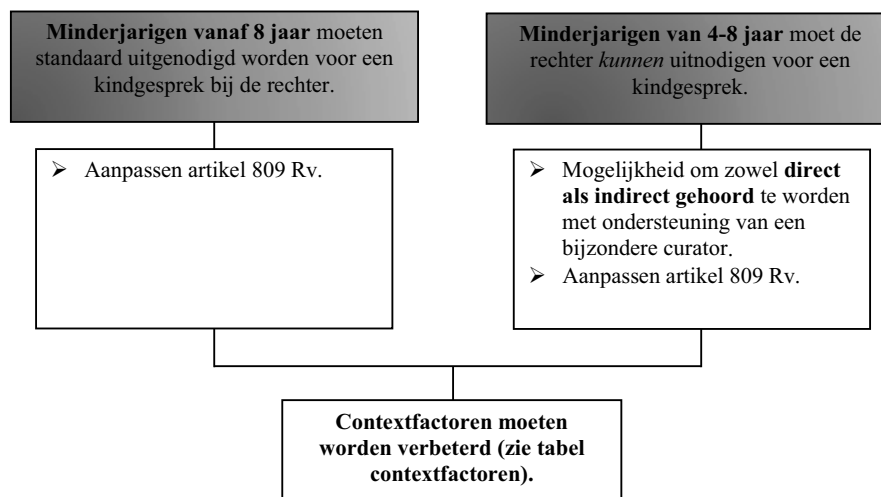 Minderjarigen vanaf 8 jaar moeten
standaard uitgenodigd worden voor een
kindgesprek bij de rechter.
➢ Aanpassen artikel 809 Rv.
Minderjarigen van 4-8 jaar moet de
rechter kunnen uitnodigen voor een
kindgesprek.
➢ Mogelijkheid om zowel direct
als indirect gehoord te worden
met ondersteuning van een
bijzondere curator.
➢ Aanpassen artikel 809 Rv.
Contextfactoren moeten
worden verbeterd (zie tabel
contextfactoren).